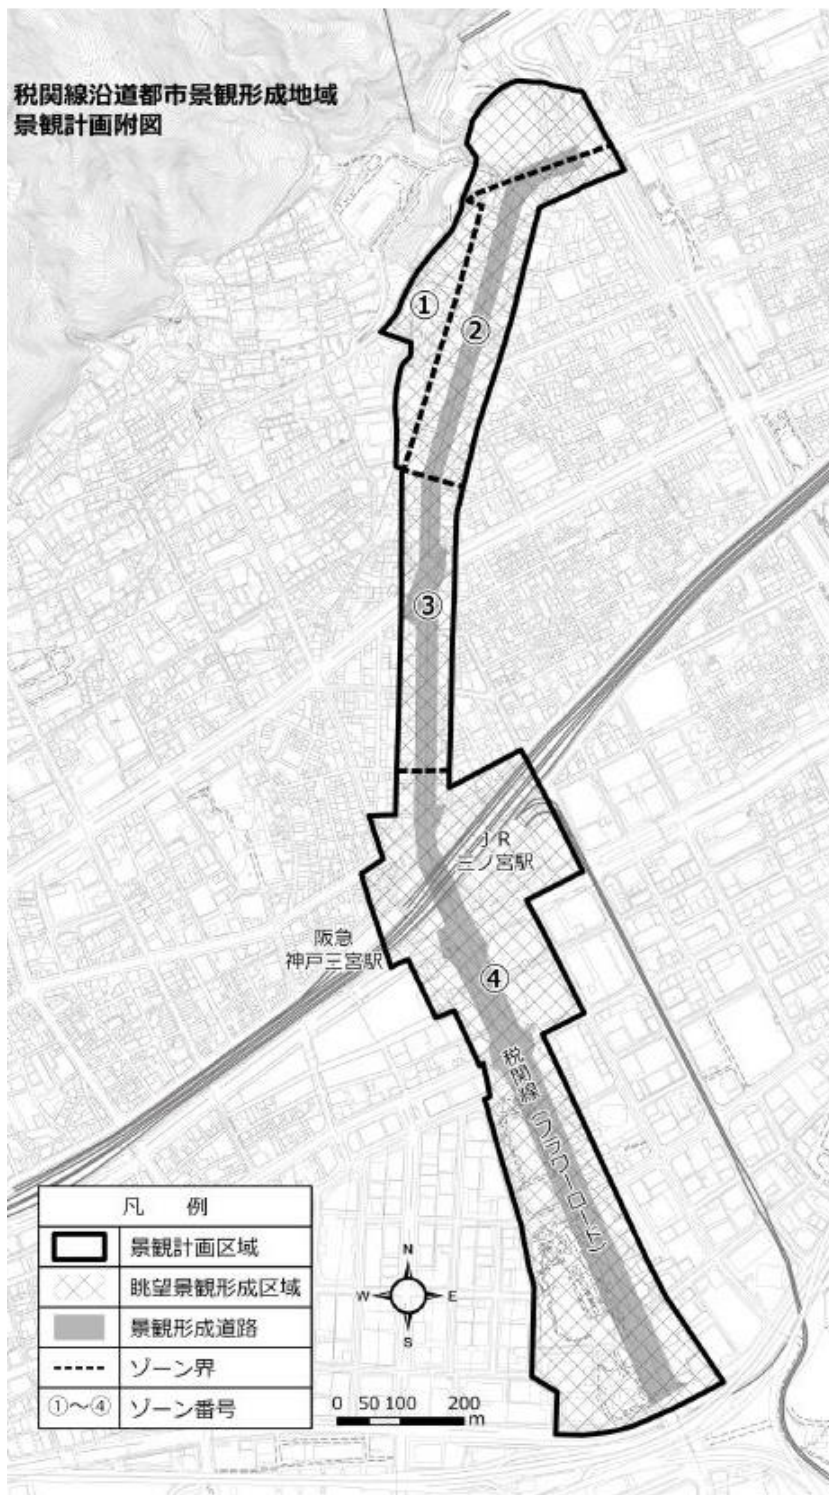 税関線沿道都市景観形成地域
景観計画附図
①
②
③
JR
三ノ宮駅
阪急
神戸三宮駅
④
税関線(フラワーロード)
凡 例
景観計画区域
眺望景観形成区域
景観形成道路
ゾーン界
①~④ ゾーン番号
N
W E
S
0 50 100 200
m